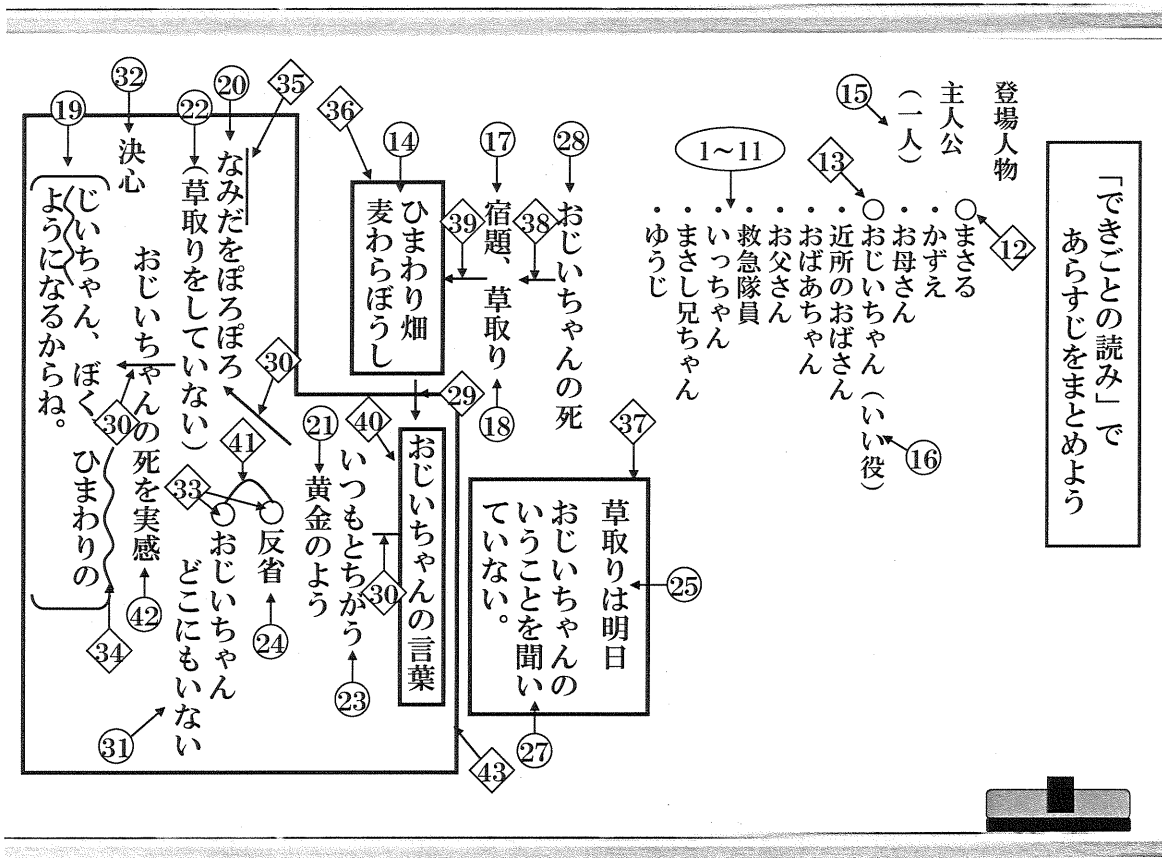 「できごとの読み」で
あらすじをまとめよう
登場人物
主人公
（一人）
15
12
○まさる
・かずえ
・お母さん
13
○おじいちゃん（いい役）
16
・近所のおばさん
・おばあちゃん
・お父さん
・救急隊員
1～11
・いっちゃん
・まさし兄ちゃん
・ゆうじ
37
草取りは明日
25
おじいちゃんの
いうことを聞い
ていない。
27
28
おじいちゃんの死
38
17
宿題、草取り
18
39
14
36
ひまわり畑
麦わらぼうし
29
40
おじいちゃんの言葉
30
いつもとちがう
23
21
黄金のよう
24
反省
41
33
○おじいちゃん
どこにもいない
31
30
35
20
なみだをぽろぽろ
22
（草取りをしていない）
30
おじいちゃんの死を実感
42
32
決心
19
じいちゃん、ぼく、ひまわりの
ようになるからね。
34
43